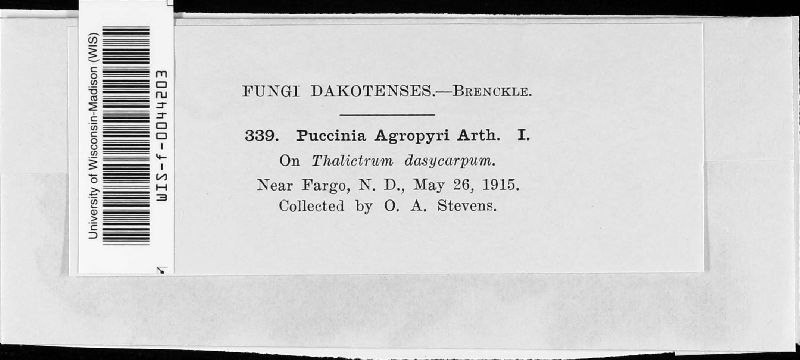 University of Wisconsin-Madison (WIS)
WIS-f-0044203
FUNGI DAKOTENSES.—BRENCKLE.
339. Puccinia Agropyri Arth. I.
On Thalictrum dasycarpum.
Near Fargo, N. D., May 26, 1915.
Collected by O. A. Stevens.